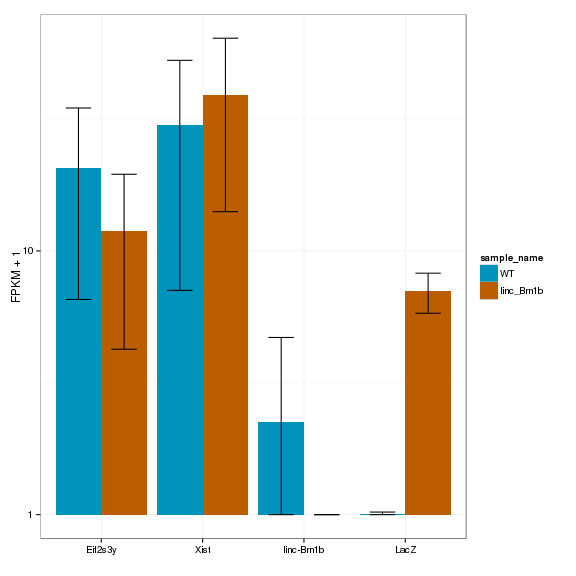 FPKM + 1
10
1
Eif2s3y Xist linc-Brn1b LacZ
sample_name
WT
linc_Brn1b